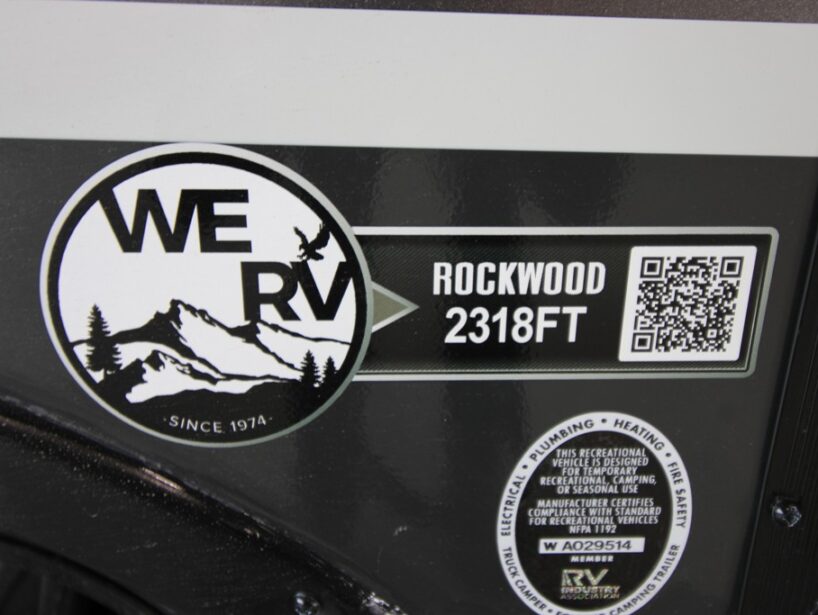 WE
RV
· SINCE 1974 ·
ROCKWOOD
2318FT
ELECTRICAL • PLUMBING • HEATING • FIRE SAFETY
THIS RECREATIONAL
VEHICLE IS DESIGNED
FOR TEMPORARY
RECREATIONAL, CAMPING,
OR SEASONAL USE
MANUFACTURER CERTIFIES
COMPLIANCE WITH STANDARD
FOR RECREATIONAL VEHICLES
NFPA 1192
W A029514
MEMBER
RV
INDUSTRY
ASSOCIATION
TRUCK CAMPER •
CAMPING TRAILER